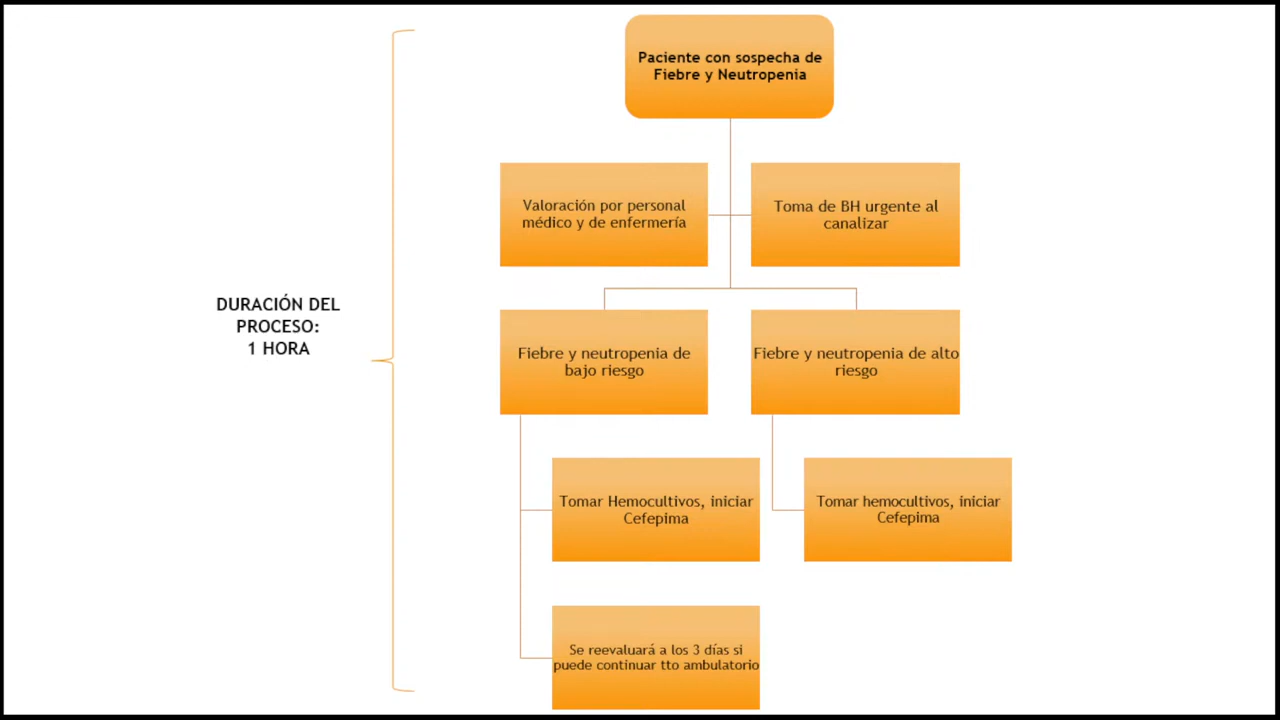 Paciente con sospecha de
Fiebre y Neutropenia
Valoración por personal
médico y de enfermería
Toma de BH urgente al
canalizar
DURACIÓN DEL
PROCESO:
1 HORA
Fiebre y neutropenia de
bajo riesgo
Fiebre y neutropenia de alto
riesgo
Tomar Hemocultivos, iniciar
Cefepima
Tomar hemocultivos, iniciar
Cefepima
Se reevaluará a los 3 días si
puede continuar tto ambulatorio